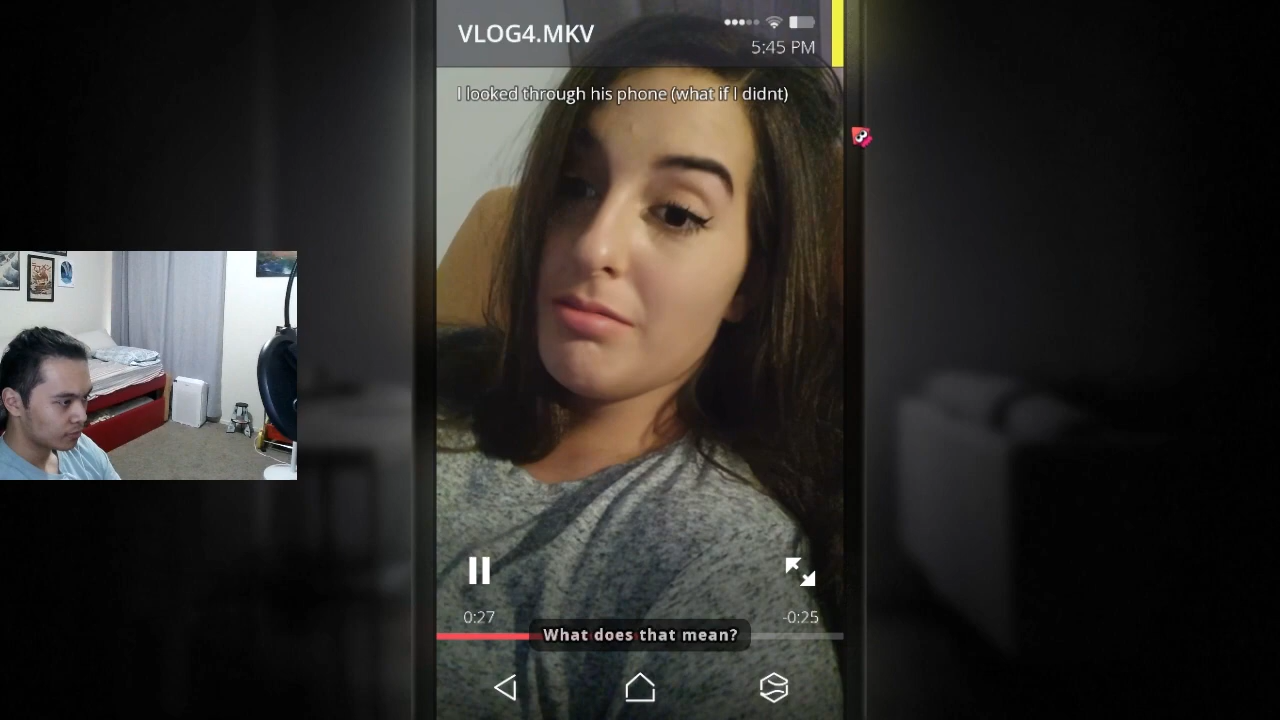 VLOG4.MKV
5:45 PM
I looked through his phone (what if I didnt)
0:27
-0:25
What does that mean?